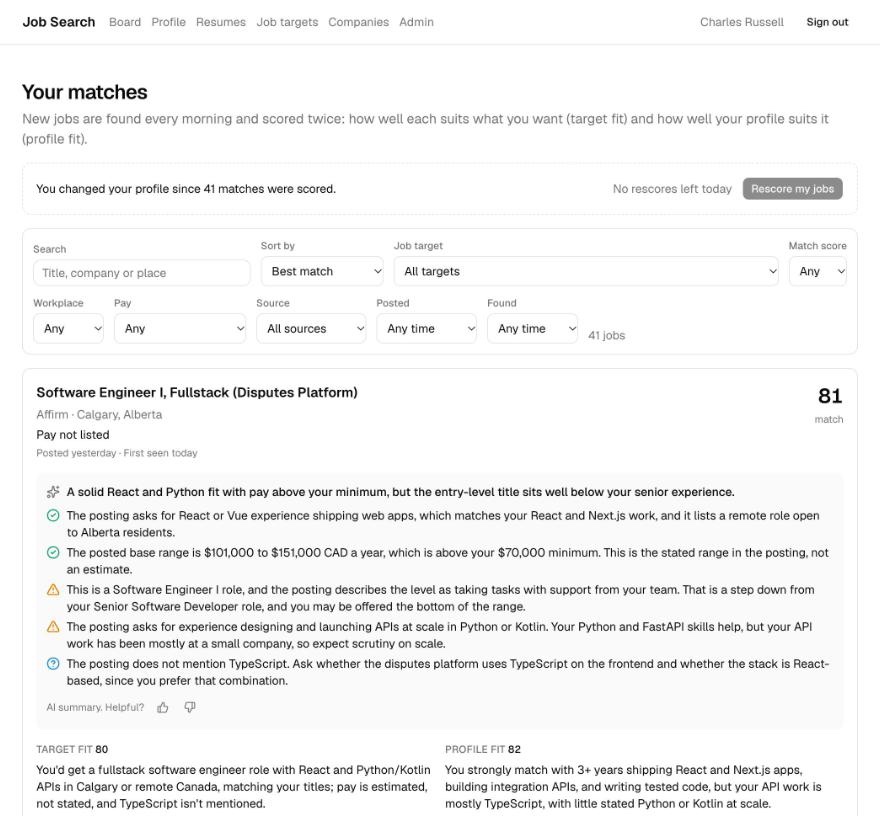 Job Search Board Profile Resumes Job targets Companies Admin Charles Russell Sign out
Your matches
New jobs are found every morning and scored twice: how well each suits what you want (target fit) and how well your profile suits it
(profile fit).
You changed your profile since 41 matches were scored. No rescores left today Rescore my jobs
Search Sort by Job target Match score
Title, company or place Best match All targets Any
Workplace Pay Source Posted Found
Any Any All sources Any time Any time 41 jobs
Software Engineer I, Fullstack (Disputes Platform) 81
Affirm · Calgary, Alberta match
Pay not listed
Posted yesterday · First seen today
A solid React and Python fit with pay above your minimum, but the entry-level title sits well below your senior experience.
The posting asks for React or Vue experience shipping web apps, which matches your React and Next.js work, and it lists a remote role open
to Alberta residents.
The posted base range is $101,000 to $151,000 CAD a year, which is above your $70,000 minimum. This is the stated range in the posting, not
an estimate.
This is a Software Engineer I role, and the posting describes the level as taking tasks with support from your team. That is a step down from
your Senior Software Developer role, and you may be offered the bottom of the range.
The posting asks for experience designing and launching APIs at scale in Python or Kotlin. Your Python and FastAPI skills help, but your API
work has been mostly at a small company, so expect scrutiny on scale.
The posting does not mention TypeScript. Ask whether the disputes platform uses TypeScript on the frontend and whether the stack is React-
based, since you prefer that combination.
AI summary. Helpful?
TARGET FIT 80
You'd get a fullstack software engineer role with React and Python/Kotlin
APIs in Calgary or remote Canada, matching your titles; pay is estimated,
not stated, and TypeScript isn't mentioned.
PROFILE FIT 82
You strongly match with 3+ years shipping React and Next.js apps,
building integration APIs, and writing tested code, but your API work is
mostly TypeScript, with little stated Python or Kotlin at scale.